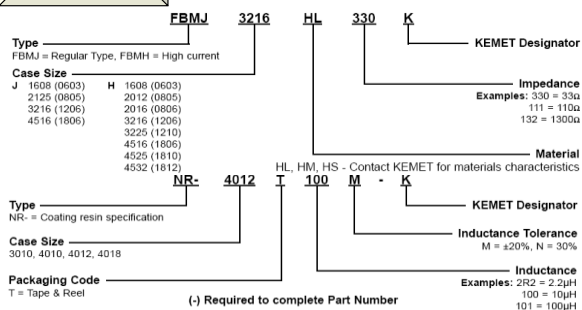 FBMJ 3216 HL 330 K
Type
FBMJ = Regular Type, FBMH = High current
KEMET Designator
Case Size
J 1608 (0603) H 1608 (0603)
2125 (0805) 2012 (0805)
3216 (1206) 2016 (0806)
4516 (1806) 3216 (1206)
3225 (1210)
4516 (1806)
4525 (1810)
4532 (1812)
Impedance
Examples: 330 = 33Ω
111 = 110Ω
132 = 1300Ω
Material
HL, HM, HS - Contact KEMET for materials characteristics
NR- 4012 T 100 M - K
Type
NR- = Coating resin specification
KEMET Designator
Case Size
3010, 4010, 4012, 4018
Inductance Tolerance
M = ±20%, N = 30%
Packaging Code
T = Tape & Reel
Inductance
Examples: 2R2 = 2.2µH
100 = 10µH
101 = 100µH
(-) Required to complete Part Number